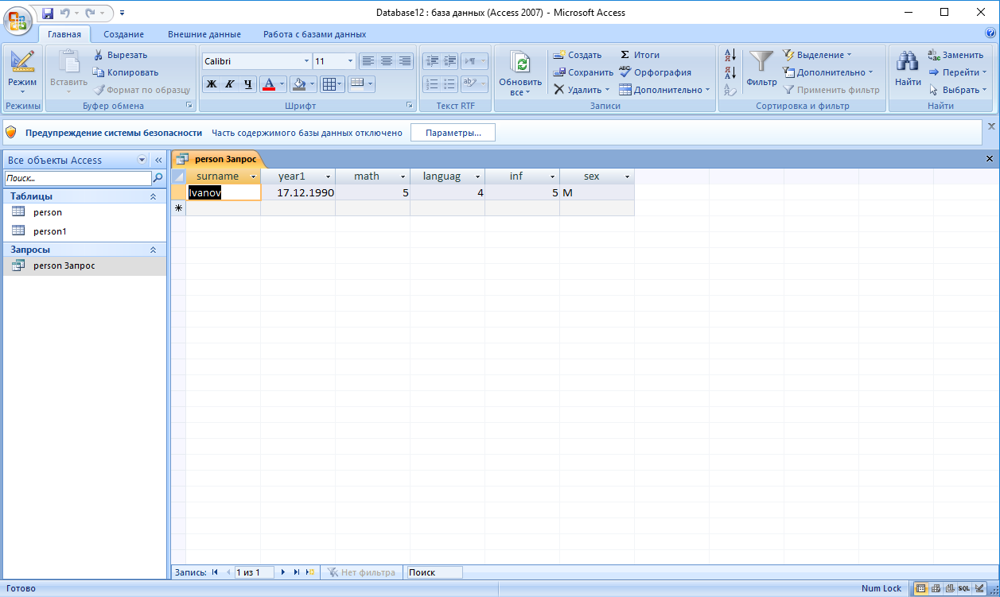 Database12 : база данных (Access 2007) - Microsoft Access
Главная Создание Внешние данные Работа с базами данных
Режим
Вставить
Вырезать
Копировать
Формат по образцу
Calibri 11
Ж К Ч А
Обновить все
Создать
Сохранить
Удалить
Σ Итоги
ABC Орфография
Дополнительно
Фильтр
Выделение
Дополнительно
Применить фильтр
Найти
Заменить
Перейти
Выбрать
Режимы Буфер обмена Шрифт Текст RTF Записи Сортировка и фильтр Найти
Предупреждение системы безопасности Часть содержимого базы данных отключено Параметры...
Все объекты Access
Поиск...
Таблицы
person
person1
Запросы
person Запрос
person Запрос
surname year1 math languag inf sex
Ivanov 17.12.1990 5 4 5 M
Запись: 1 из 1 Нет фильтра Поиск
Готово Num Lock SQL